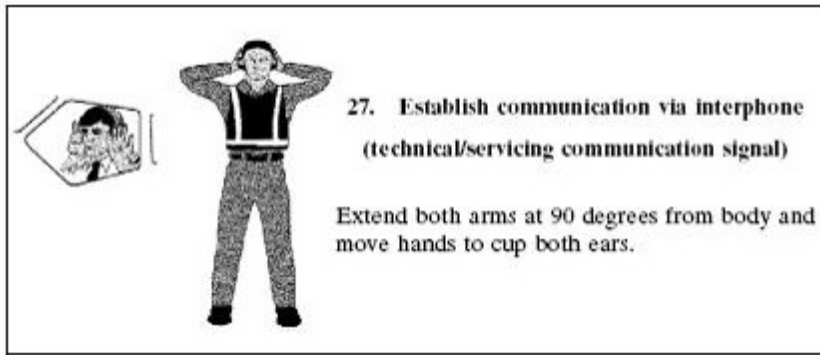 27. Establish communication via interphone
(technical/servicing communication signal)
Extend both arms at 90 degrees from body and
move hands to cup both ears.